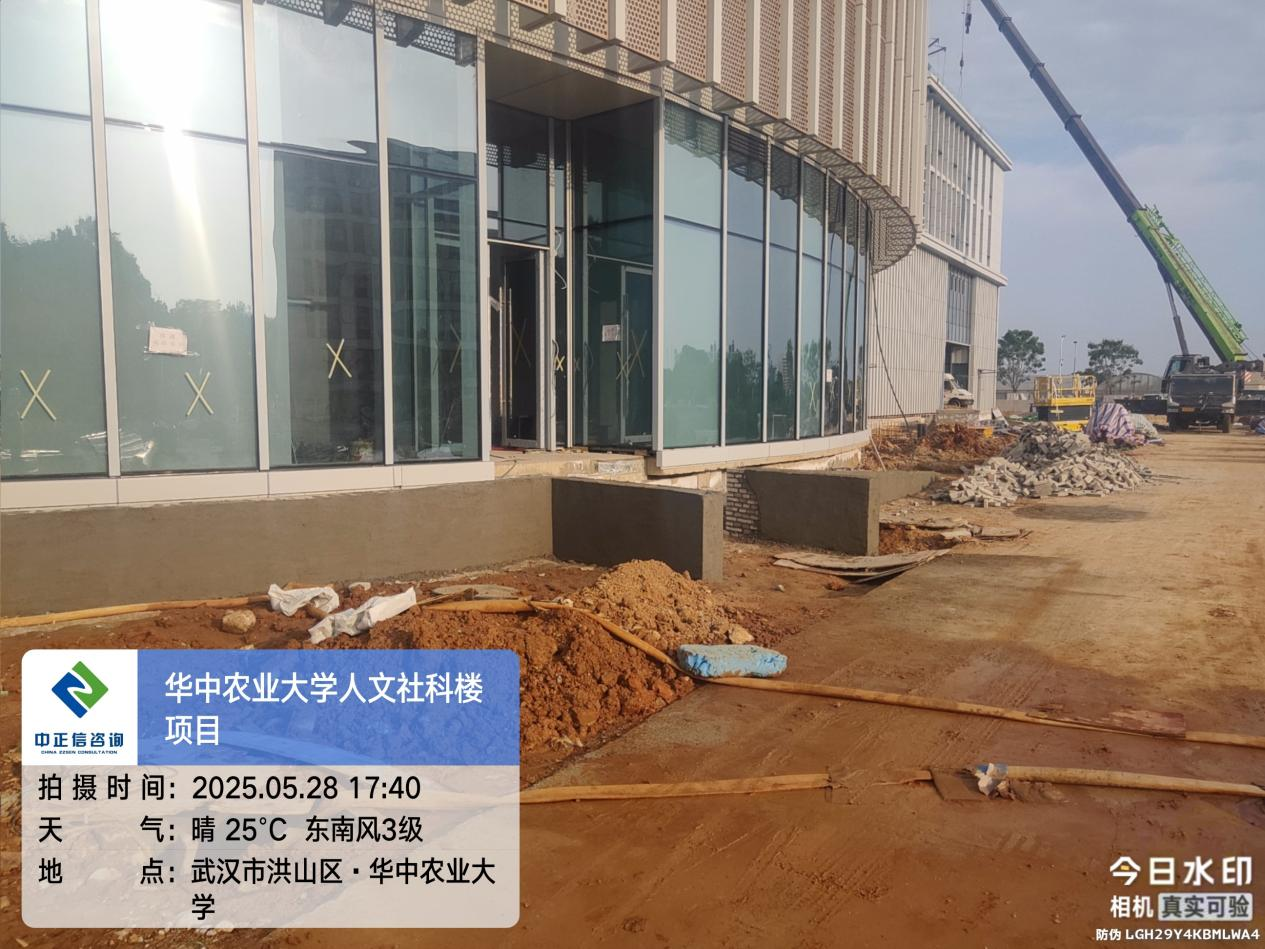 华中农业大学人文社科楼
项目
中正信咨询
CHINA ZZSEN CONSULTATION
拍摄时间：2025.05.28 17:40
天气：晴 25℃ 东南风3级
地点：武汉市洪山区·华中农业大
学
今日水印
相机 真实可验
防伪 LGH29Y4KBMLWA4